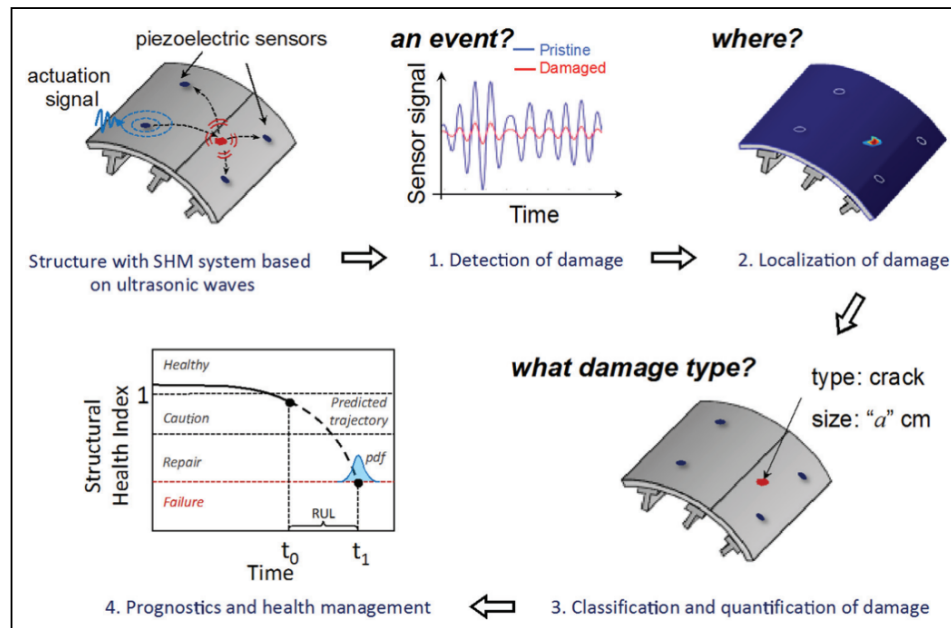 piezoelectric sensors
actuation
signal
Structure with SHM system based
on ultrasonic waves
an event?
Pristine
Damaged
Sensor signal
Time
1. Detection of damage
where?
2. Localization of damage
what damage type?
type: crack
size: “a” cm
3. Classification and quantification of damage
Structural
Health Index
1
Healthy
Caution
Predicted
trajectory
Repair
pdf
Failure
RUL
t0
t1
Time
4. Prognostics and health management